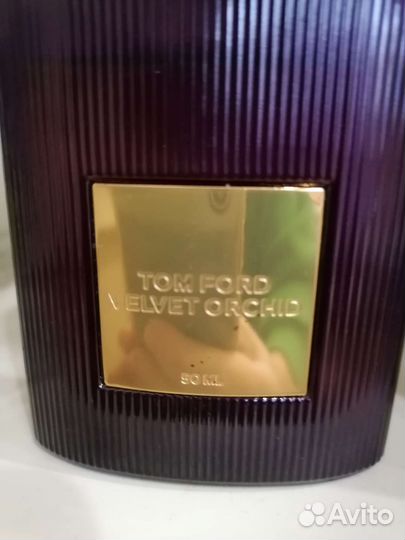 TOM FORD
VELVET ORCHID
50 ML
Avito